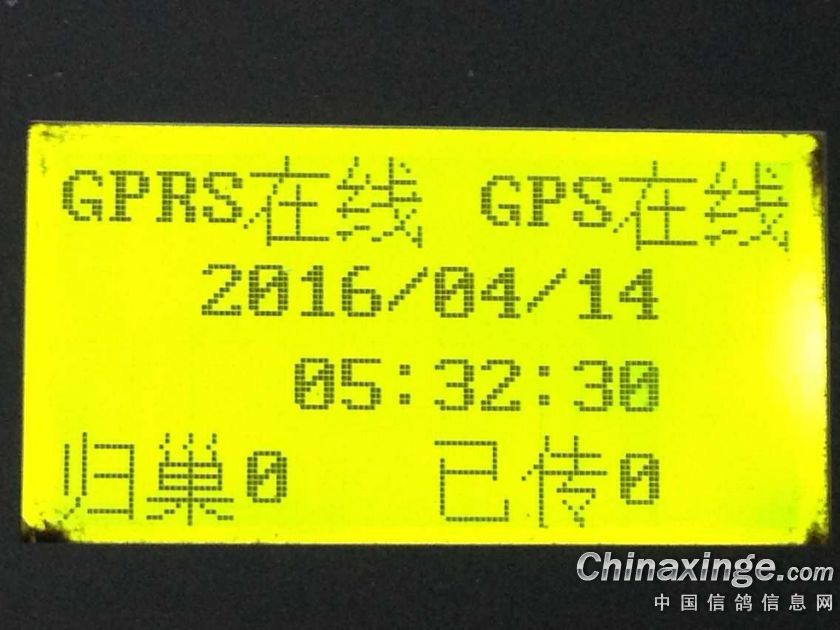 GPRS在线 GPS在线
2016/04/14
05:32:30
归巢0 已传0
Chinaxinge.com
中国信鸽信息网